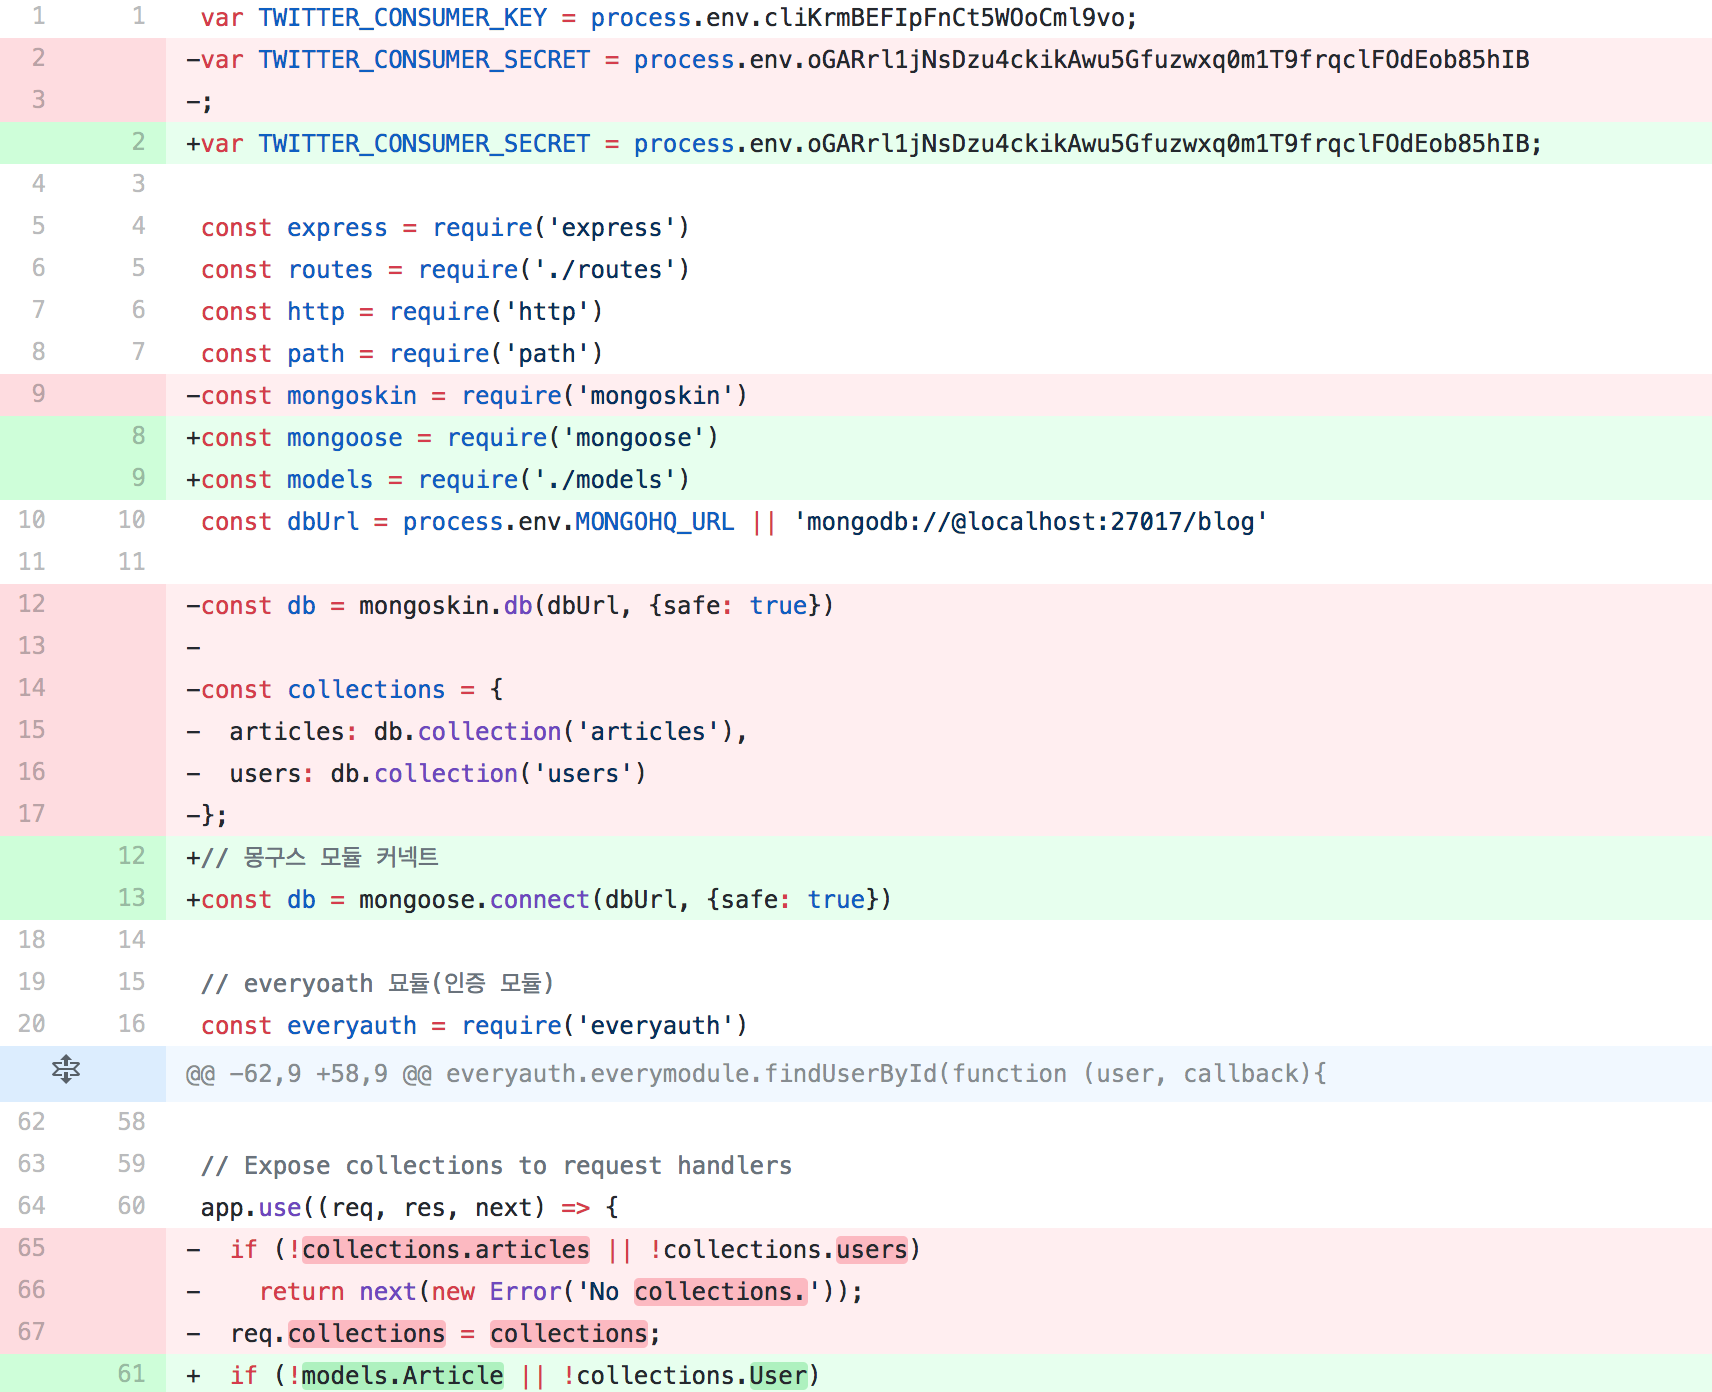 1 1 var TWITTER_CONSUMER_KEY = process.env.cliKrmBEFIpFnCt5WOoCml9vo;
2 -var TWITTER_CONSUMER_SECRET = process.env.oGARrl1jNsDzu4ckikAwu5Gfuzwxq0m1T9frqclFOdEob85hIB
3 -;
2 +var TWITTER_CONSUMER_SECRET = process.env.oGARrl1jNsDzu4ckikAwu5Gfuzwxq0m1T9frqclFOdEob85hIB;
4 3
5 4 const express = require('express')
6 5 const routes = require('./routes')
7 6 const http = require('http')
8 7 const path = require('path')
9 -const mongoskin = require('mongoskin')
8 +const mongoose = require('mongoose')
9 +const models = require('./models')
10 10 const dbUrl = process.env.MONGOHQ_URL || 'mongodb://@localhost:27017/blog'
11 11
12 -const db = mongoskin.db(dbUrl, {safe: true})
13 -
14 -const collections = {
15 -  articles: db.collection('articles'),
16 -  users: db.collection('users')
17 -};
12 +// 몽구스 모듈 커넥트
13 +const db = mongoose.connect(dbUrl, {safe: true})
18 14
19 15 // everyoath 묘듈(인증 모듈)
20 16 const everyauth = require('everyauth')
@@ -62,9 +58,9 @@ everyauth.everymodule.findUserById(function (user, callback){
62 58
63 59 // Expose collections to request handlers
64 60 app.use((req, res, next) => {
65 -  if (!collections.articles || !collections.users)
66 -    return next(new Error('No collections.'));
67 -  req.collections = collections;
61 +  if (!models.Article || !collections.User)